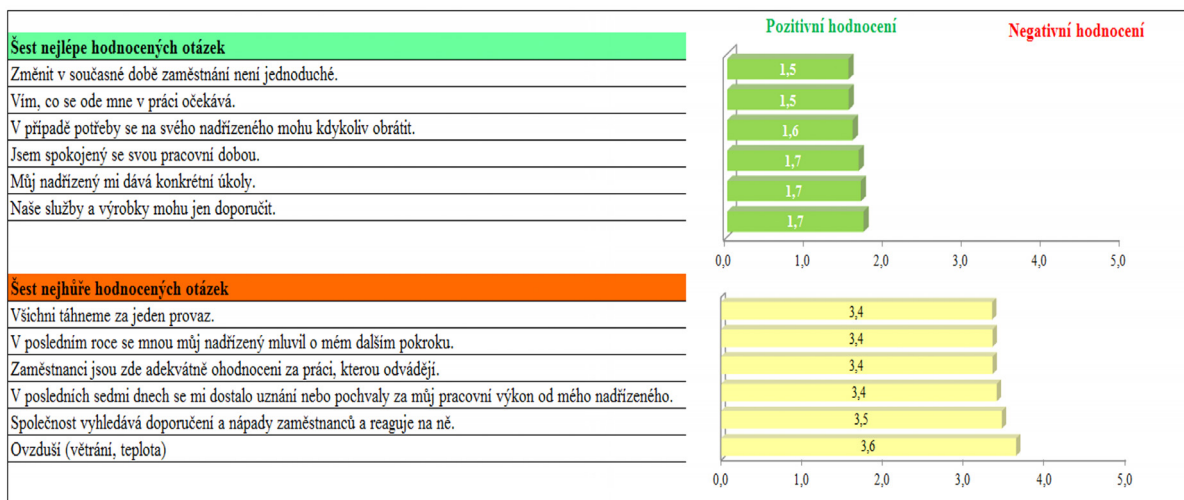 Pozitivní hodnocení
Negativní hodnocení
Šest nejlépe hodnocených otázek
Změnit v současné době zaměstnání není jednoduché.
1,5
Vím, co se ode mne v práci očekává.
1,5
V případě potřeby se na svého nadřízeného mohu kdykoliv obrátit.
1,6
Jsem spokojený se svou pracovní dobou.
1,7
Můj nadřízený mi dává konkrétní úkoly.
1,7
Naše služby a výrobky mohu jen doporučit.
1,7
0,0 1,0 2,0 3,0 4,0 5,0
Šest nejhůře hodnocených otázek
Všichni táhneme za jeden provaz.
3,4
V posledním roce se mnou můj nadřízený mluvil o mém dalším pokroku.
3,4
Zaměstnanci jsou zde adekvátně ohodnoceni za práci, kterou odvádějí.
3,4
V posledních sedmi dnech se mi dostalo uznání nebo pochvaly za můj pracovní výkon od mého nadřízeného.
3,4
Společnost vyhledává doporučení a nápady zaměstnanců a reaguje na ně.
3,5
Ovzduší (větrání, teplota)
3,6
0,0 1,0 2,0 3,0 4,0 5,0